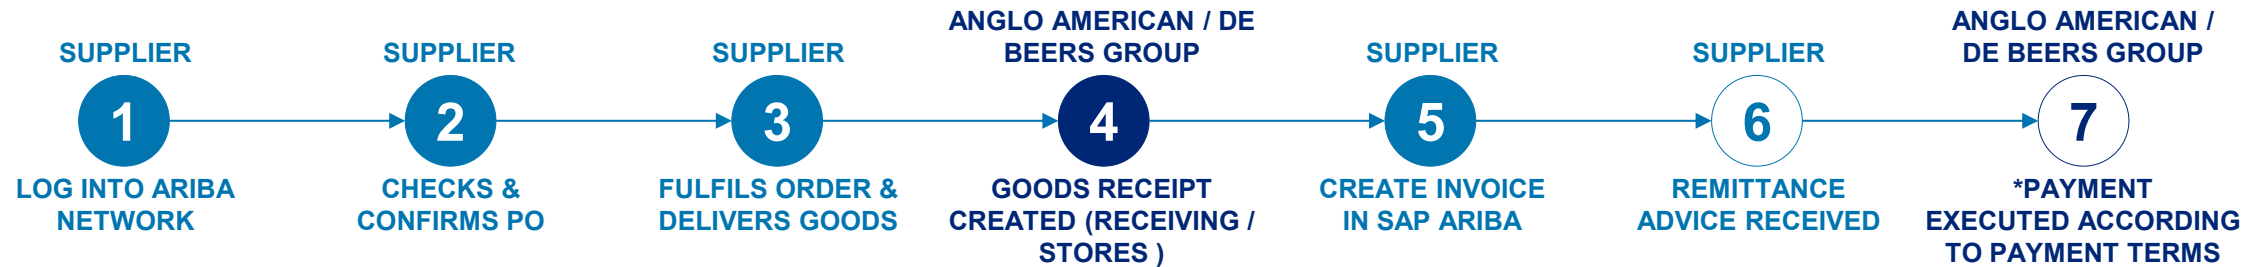 SUPPLIER
1
LOG INTO ARIBA
NETWORK
SUPPLIER
2
CHECKS &
CONFIRMS PO
SUPPLIER
3
FULFILS ORDER &
DELIVERS GOODS
ANGLO AMERICAN / DE
BEERS GROUP
4
GOODS RECEIPT
CREATED (RECEIVING /
STORES )
SUPPLIER
5
CREATE INVOICE
IN SAP ARIBA
SUPPLIER
6
REMITTANCE
ADVICE RECEIVED
ANGLO AMERICAN /
DE BEERS GROUP
7
*PAYMENT
EXECUTED ACCORDING
TO PAYMENT TERMS